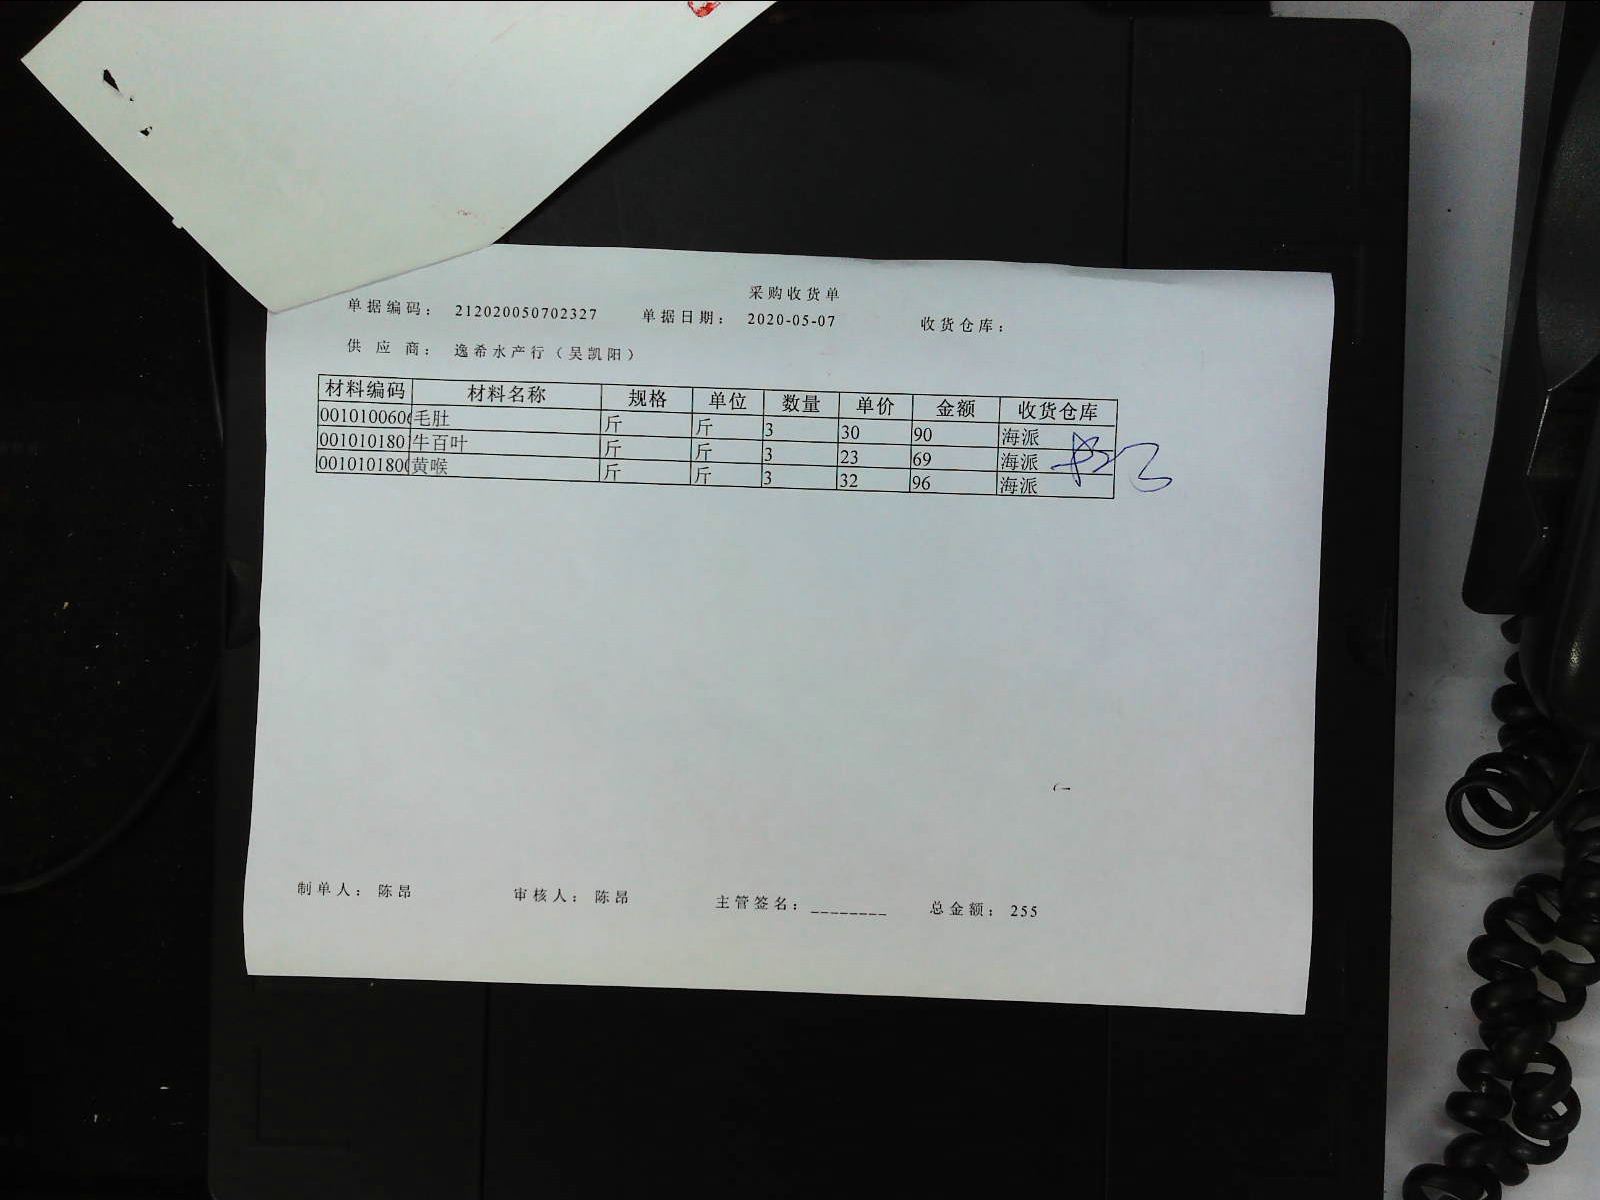 采购收货单
单据编码： 212020050702327 单据日期： 2020-05-07 收货仓库：
供 应 商： 逸希水产行（吴凯阳）
材料编码 材料名称 规格 单位 数量 单价 金额 收货仓库
001010060 毛肚 斤 斤 3 30 90 海派
001010180 牛百叶 斤 斤 3 23 69 海派
001010180 黄喉 斤 斤 3 32 96 海派
制单人： 陈昂 审核人： 陈昂 主管签名：________ 总金额： 255